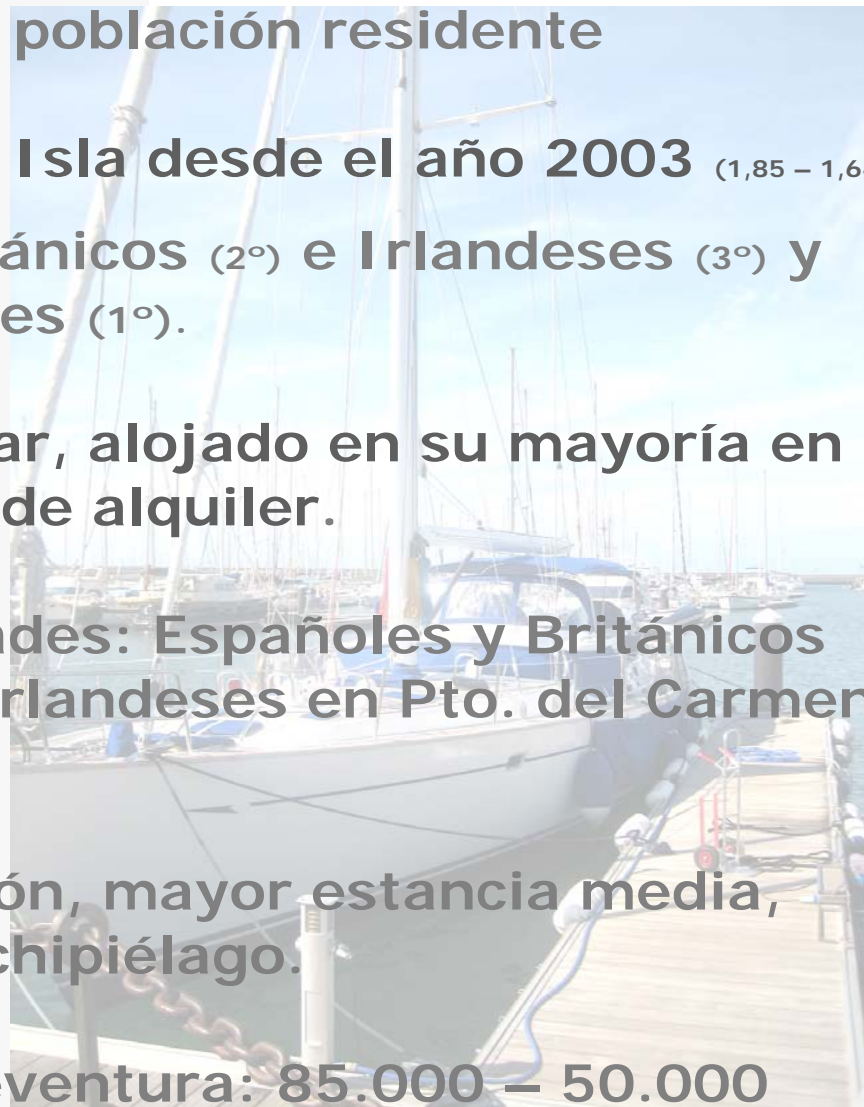 población residente
Isla desde el año 2003 (1,85 – 1,6
ánicos (2º) e Irlandeses (3º) y
es (1º).
ar, alojado en su mayoría en
de alquiler.
ades: Españoles y Británicos
rlandeses en Pto. del Carmen
ón, mayor estancia media,
chipiélago.
eventura: 85.000 – 50.000